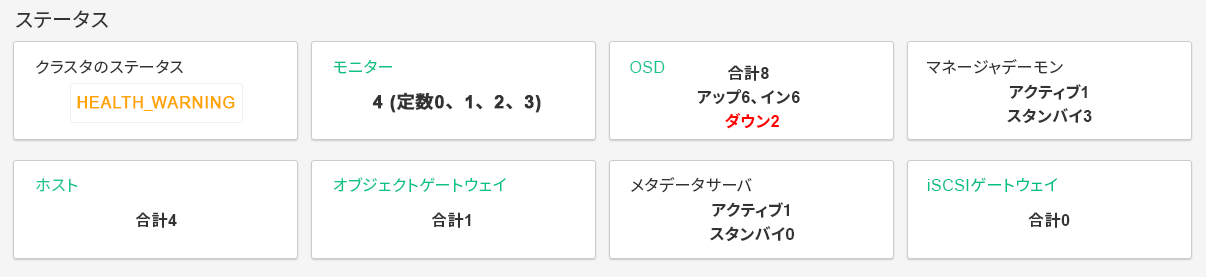 ステータス
クラスタのステータス
HEALTH_WARNING
モニター
4 (定数0、1、2、3)
OSD
合計8
アップ6、イン6
ダウン2
マネージャデーモン
アクティブ1
スタンバイ3
ホスト
合計4
オブジェクトゲートウェイ
合計1
メタデータサーバ
アクティブ1
スタンバイ0
iSCSIゲートウェイ
合計0